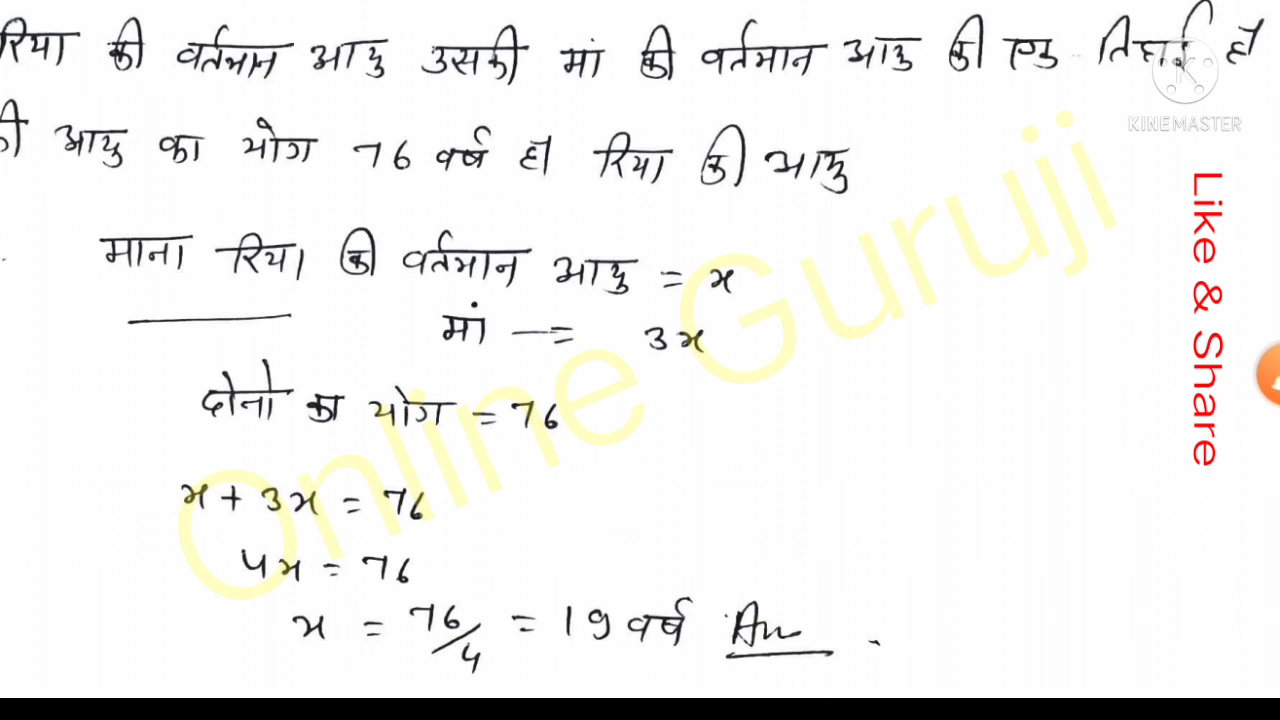 रिया की वर्तमान आयु उसकी मां की वर्तमान आयु की एक तिहाई है
की आयु का योग 76 वर्ष है रिया की आयु
माना रिया की वर्तमान आयु = x
मां — = 3x
दोनो का योग = 76
x + 3x = 76
4x = 76
x = 76/4 = 19 वर्ष Ans
KINEMASTER
Like & Share
Online Guruji